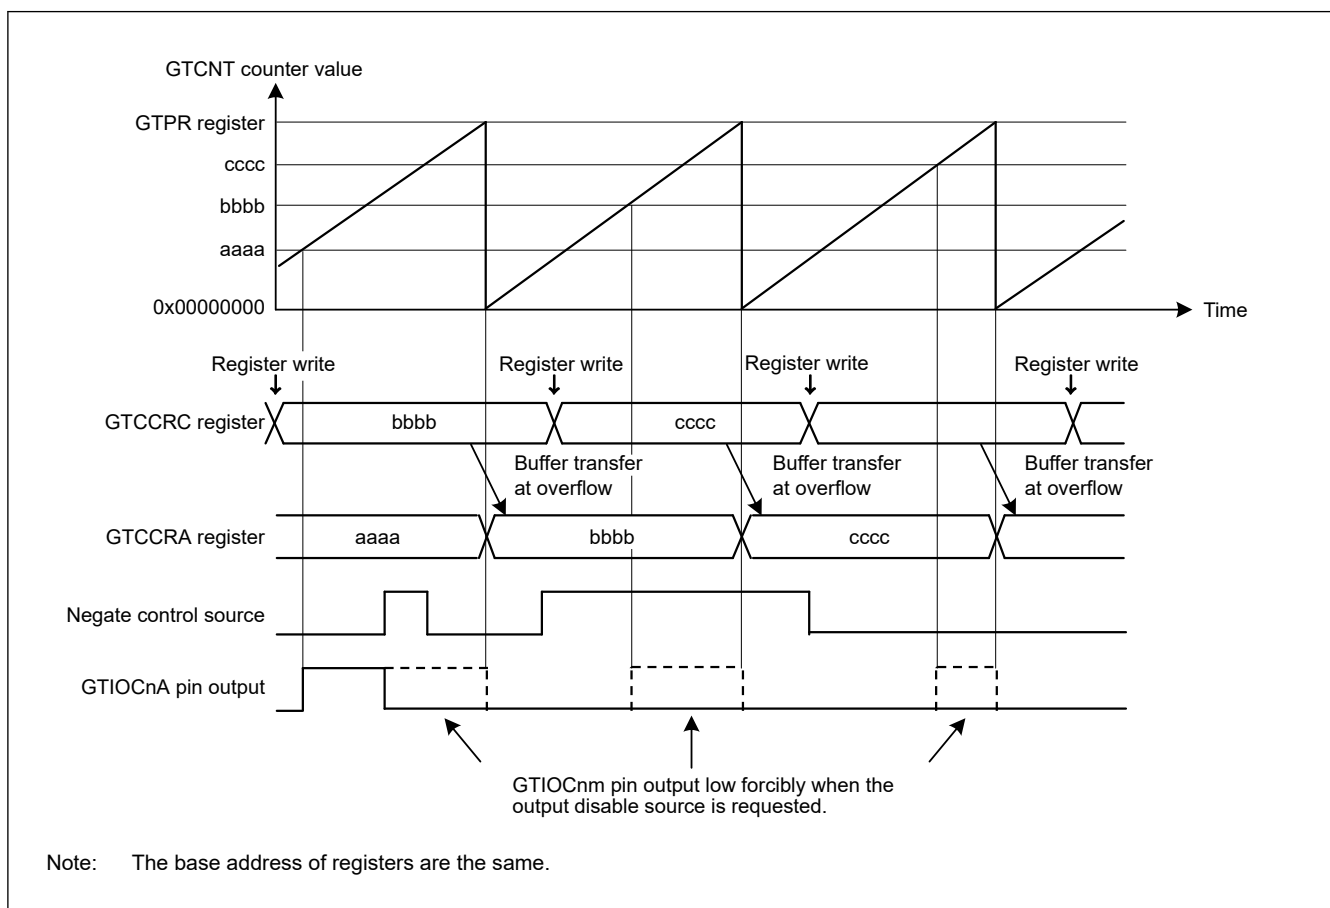 GTCNT counter value
GTPR register
cccc
bbbb
aaaa
0x00000000
Time
Register write
Register write
Register write
Register write
GTCCRC register
bbbb
cccc
Buffer transfer
at overflow
Buffer transfer
at overflow
Buffer transfer
at overflow
GTCCRA register
aaaa
bbbb
cccc
Negate control source
GTIOCnA pin output
GTIOCnm pin output low forcibly when the
output disable source is requested.
Note: The base address of registers are the same.